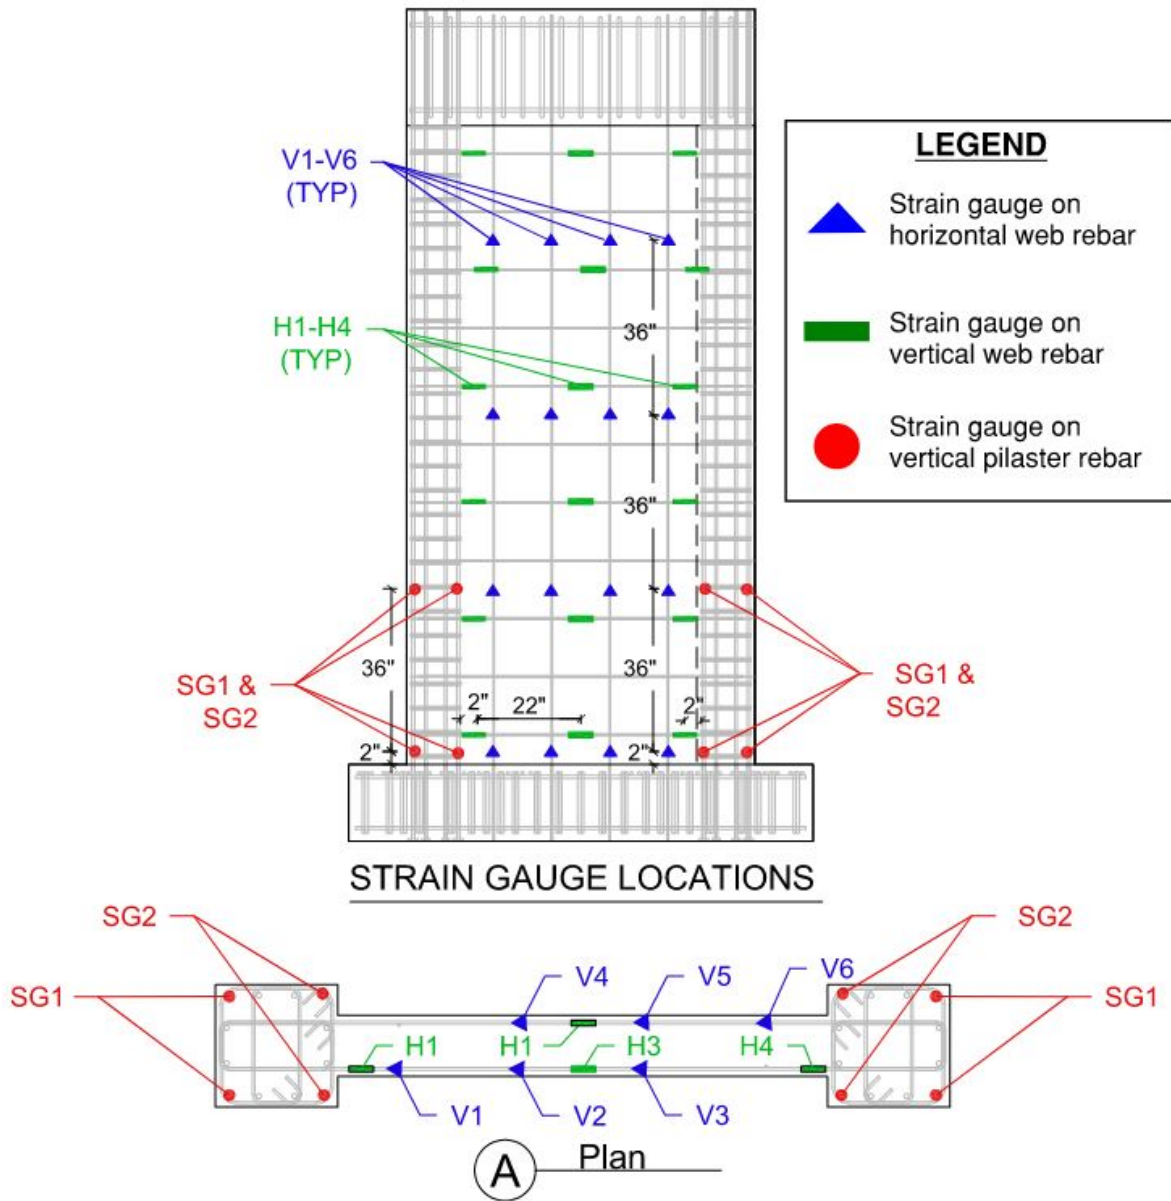 V1-V6
(TYP)
H1-H4
(TYP)
36"
36"
36"
36"
SG1 &
SG2
SG1 &
SG2
2"
22"
2"
2"
2"
LEGEND
Strain gauge on
horizontal web rebar
Strain gauge on
vertical web rebar
Strain gauge on
vertical pilaster rebar
STRAIN GAUGE LOCATIONS
SG2
SG1
V4
V5
V6
SG2
SG1
H1
H1
H3
H4
V1
V2
V3
A
Plan